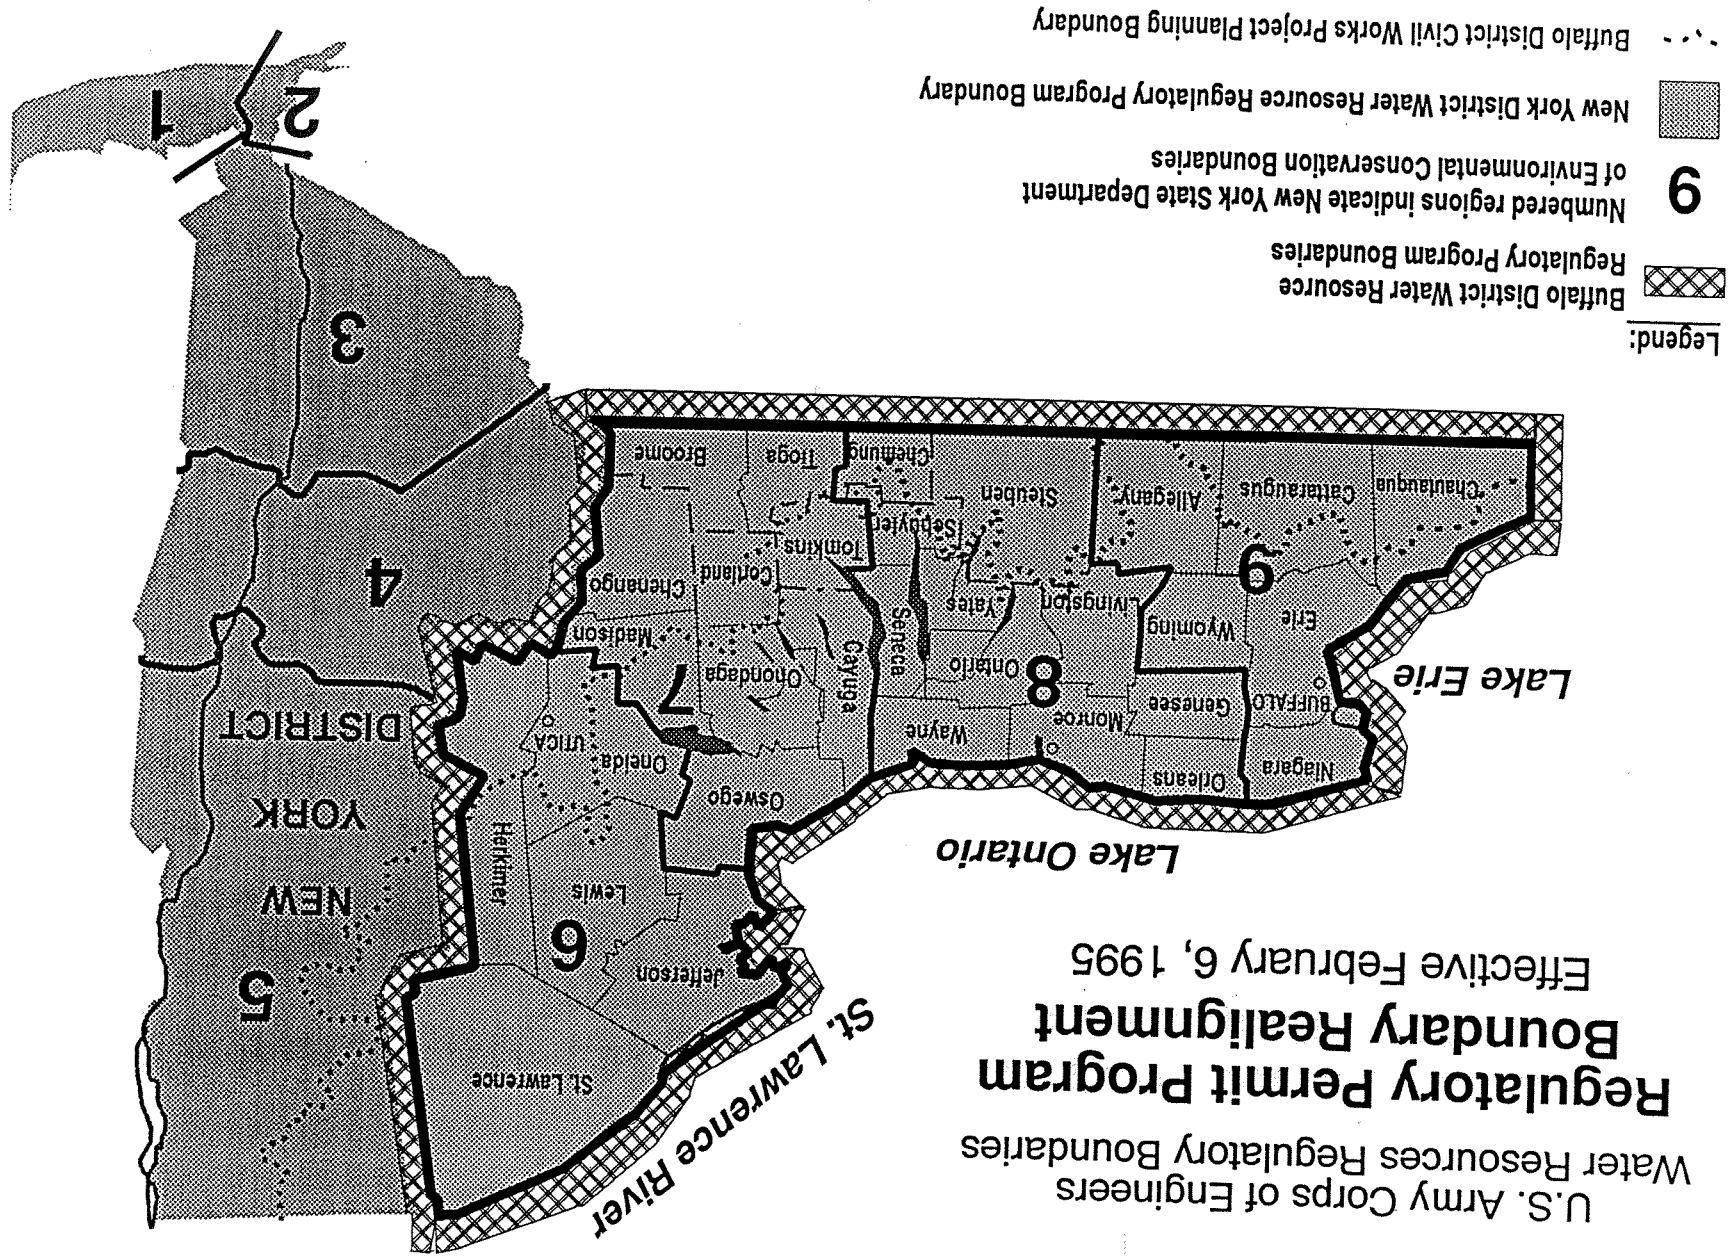 U.S. Army Corps of Engineers
Water Resources Regulatory Boundaries
Regulatory Permit Program
Boundary Realignment
Effective February 6, 1995
St. Lawrence River
Lake Ontario
Lake Erie
St. Lawrence
Jefferson
6
Lewis
Herkimer
5
NEW
YORK
DISTRICT
Oswego
Oneida
UTICA
Niagara
Orleans
Monroe
Wayne
Genesee
BUFFALO
8
Ontario
Seneca
Cayuga
Onondaga
7
Madison
Erie
Wyoming
Livingston
Yates
Tomkins
Cortland
Chenango
4
9
Chautauqua
Cattaraugus
Allegany
Steuben
Schuyler
Chemung
Tioga
Broome
3
2
1
Legend:
Buffalo District Water Resource
Regulatory Program Boundaries
9
Numbered regions indicate New York State Department
of Environmental Conservation Boundaries
New York District Water Resource Regulatory Program Boundary
Buffalo District Civil Works Project Planning Boundary